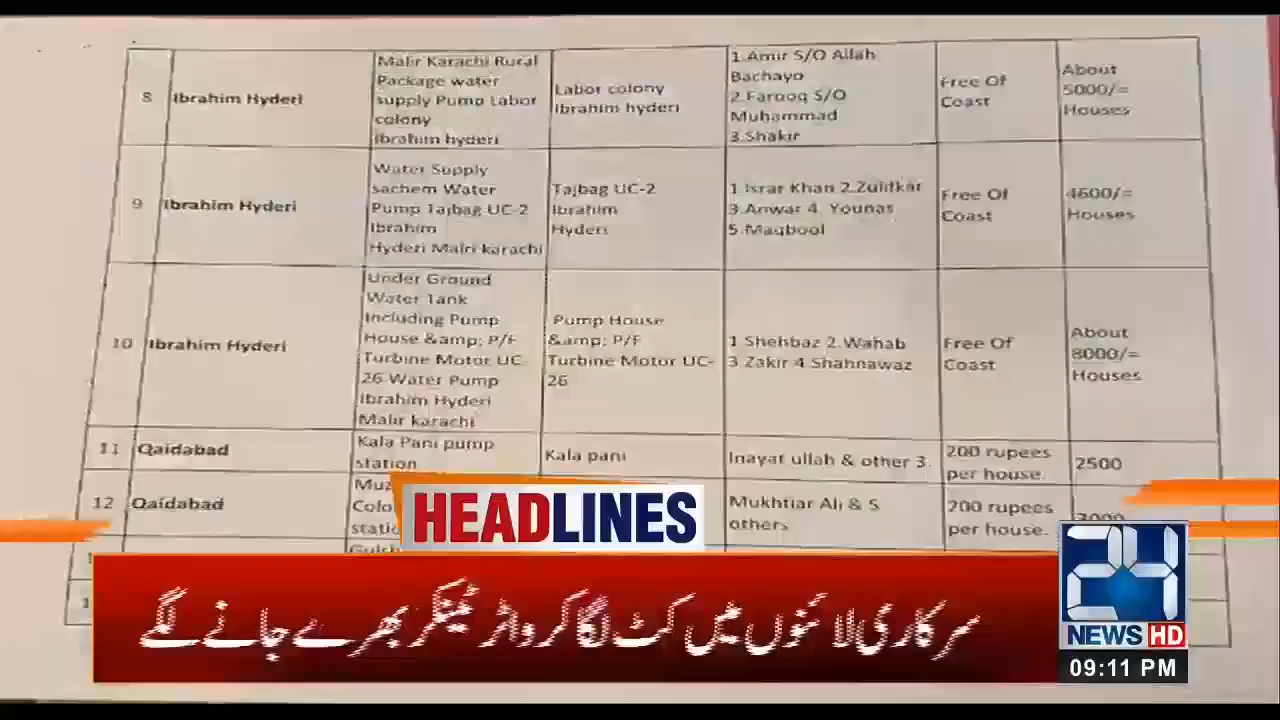 8
Ibrahim Hyderi
Malir Karachi Rural
Package water
supply Pump Labor
colony
Ibrahim hyderi
Labor colony
Ibrahim hyderi
1.Amir S/O Allah
Bachayo
2.Farooq S/O
Muhammad
3.Shakir
Free Of
Coast
About
5000/=
Houses
9
Ibrahim Hyderi
Water Supply
sachem Water
Pump Tajbag UC-2
Ibrahim
Hyderi Malri karachi
Tajbag UC-2
Ibrahim
Hyderi
1 Israr Khan 2.Zulifkar
3.Anwar 4. Younas
5.Maqbool
Free Of
Coast
4600/=
Houses
10
Ibrahim Hyderi
Under Ground
Water Tank
Including Pump
House &amp; P/F
Turbine Motor UC-
26 Water Pump
Ibrahim Hyderi
Malir karachi
Pump House
&amp; P/F
Turbine Motor UC-
26
1 Shehbaz 2.Wahab
3 Zakir 4.Shahnawaz
Free Of
Coast
About
8000/=
Houses
11
Qaidabad
Kala Pani pump
station
Kala pani
Inayat ullah & other 3.
200 rupees
per house.
2500
12
Qaidabad
Mukhtiar Ali & 5
others
200 rupees
per house.
HEADLINES
سرکاری لائنوں میں کٹ لگا کر واٹر ٹینکر بھرے جانے لگے
24
NEWS HD
09:11 PM